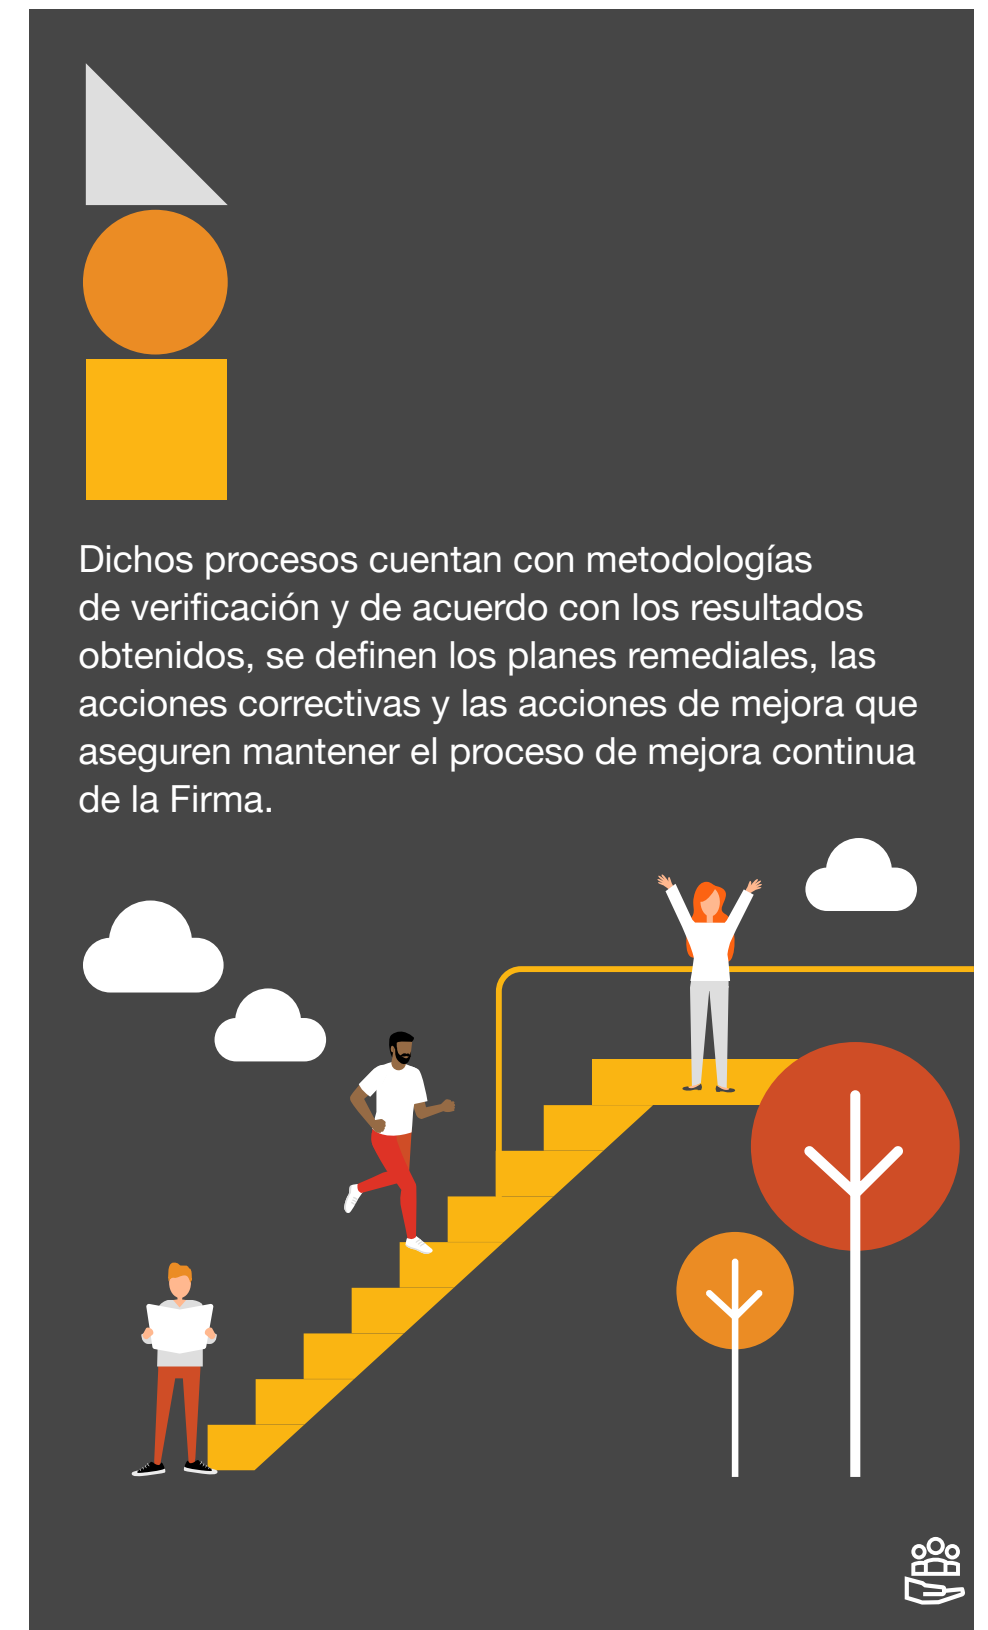 Dichos procesos cuentan con metodologías
de verificación y de acuerdo con los resultados
obtenidos, se definen los planes remediales, las
acciones correctivas y las acciones de mejora que
aseguren mantener el proceso de mejora continua
de la Firma.